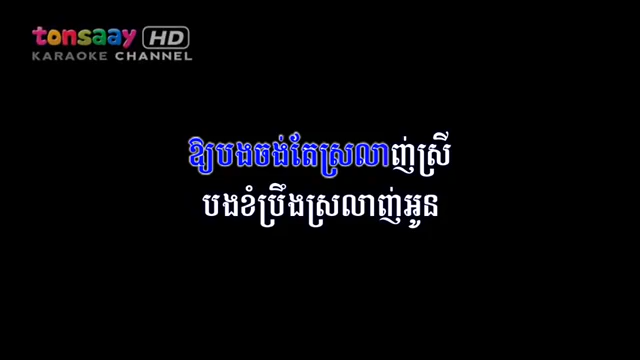 tonsaay HD
KARAOKE CHANNEL
ឱ្យបងចង់តែស្រលាញ់ស្រី
បងខំប្រឹងស្រលាញ់អូន